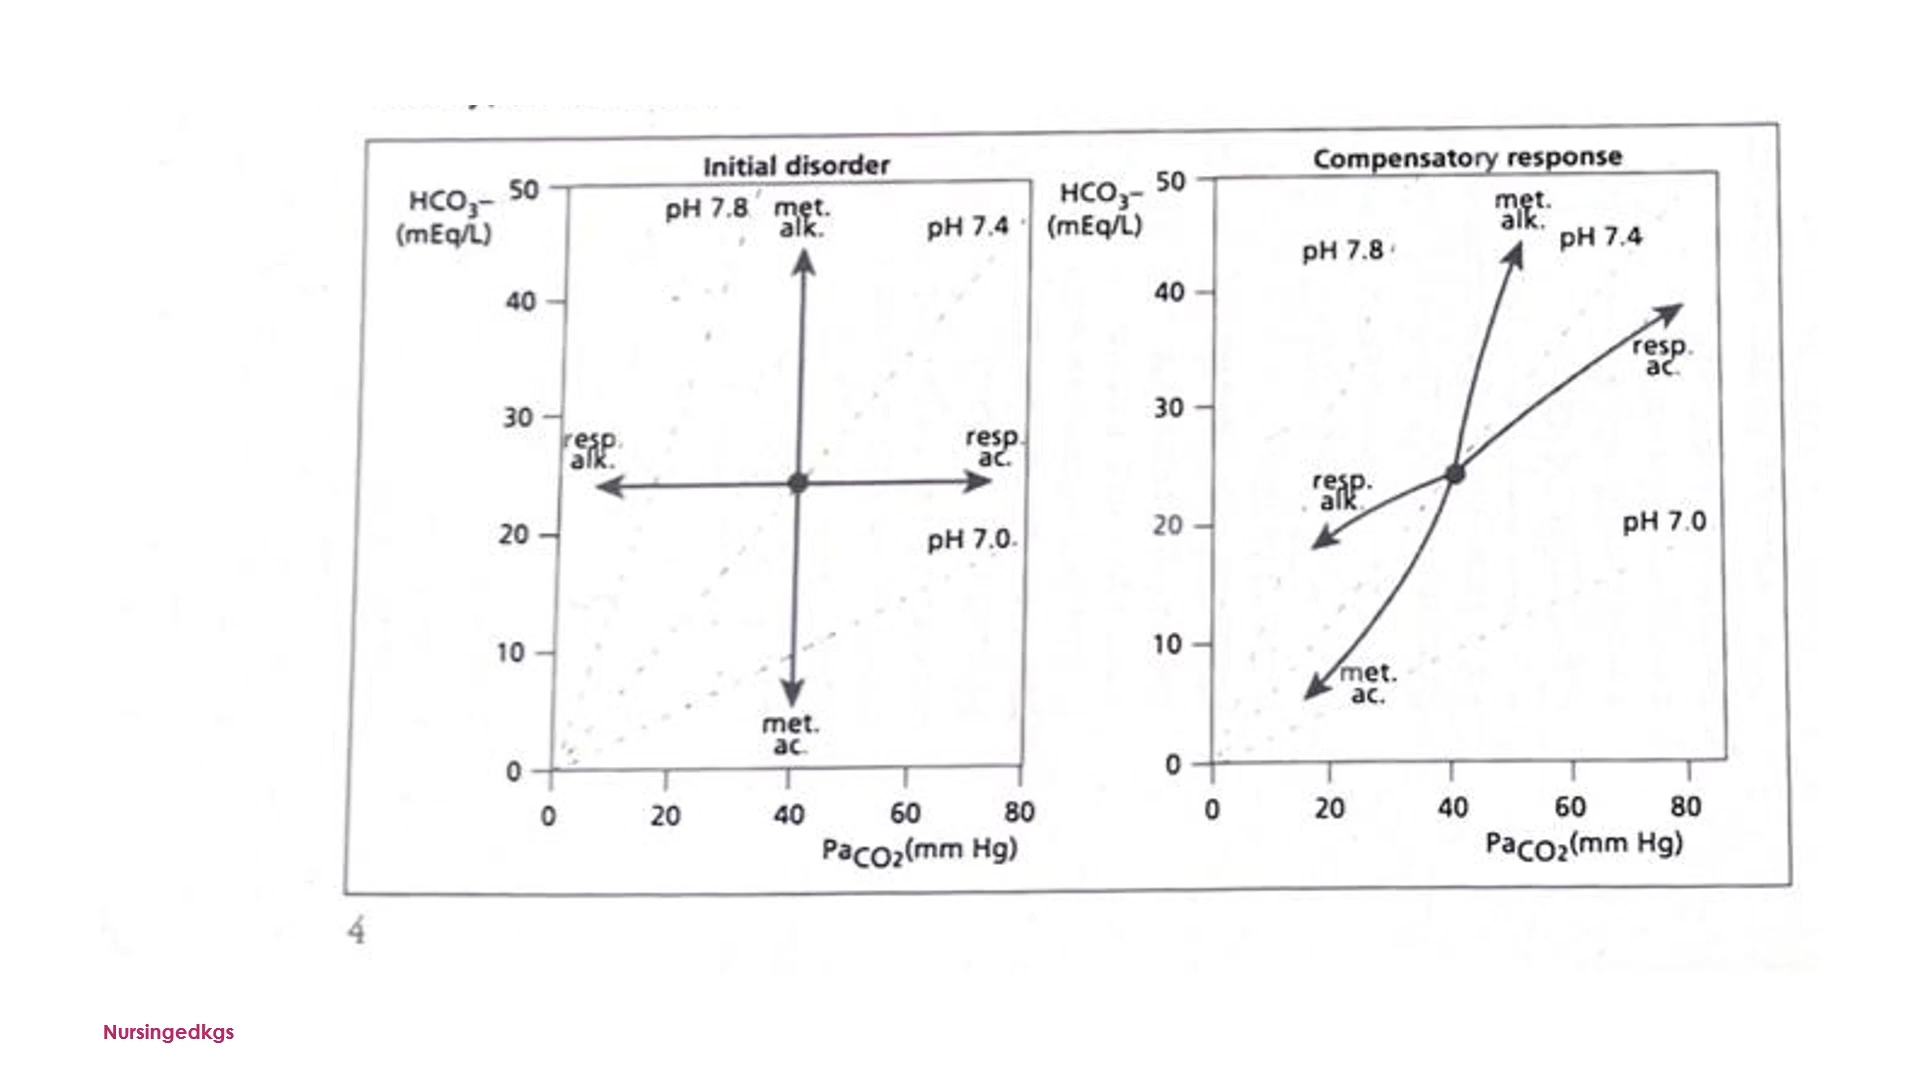 Initial disorder
HCO3–
(mEq/L)
50
40
30
20
10
0
pH 7.8
met.
alk.
pH 7.4
resp.
alk.
resp.
ac.
pH 7.0
met.
ac.
0 20 40 60 80
PaCO2(mm Hg)
Compensatory response
HCO3–
(mEq/L)
50
40
30
20
10
0
met.
alk.
pH 7.8
pH 7.4
resp.
ac.
resp.
alk.
pH 7.0
met.
ac.
0 20 40 60 80
PaCO2(mm Hg)
4
Nursingedkgs